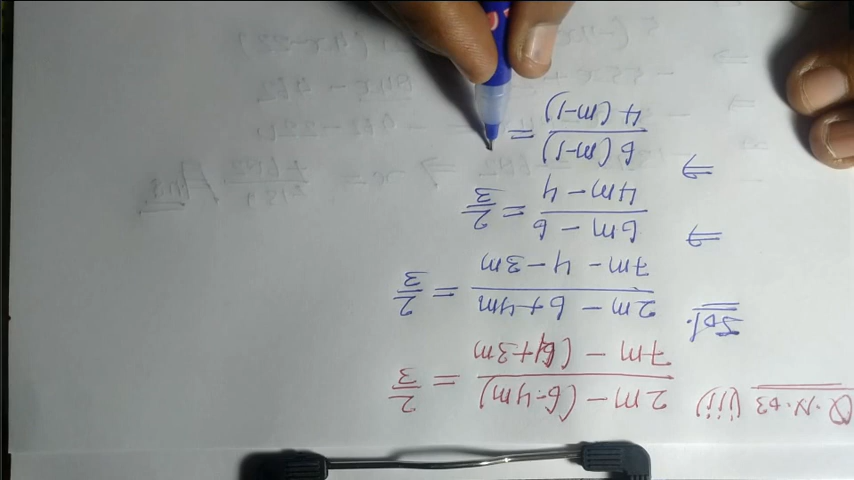 Q.N.03 (iii) 2m - (6-4m) / 7m - (4+3m) = 2/3
Sol. 2m - 6 + 4m / 7m - 4 - 3m = 2/3
⇒ 6m - 6 / 4m - 4 = 2/3
⇒ 6(m-1) / 4(m-1) =